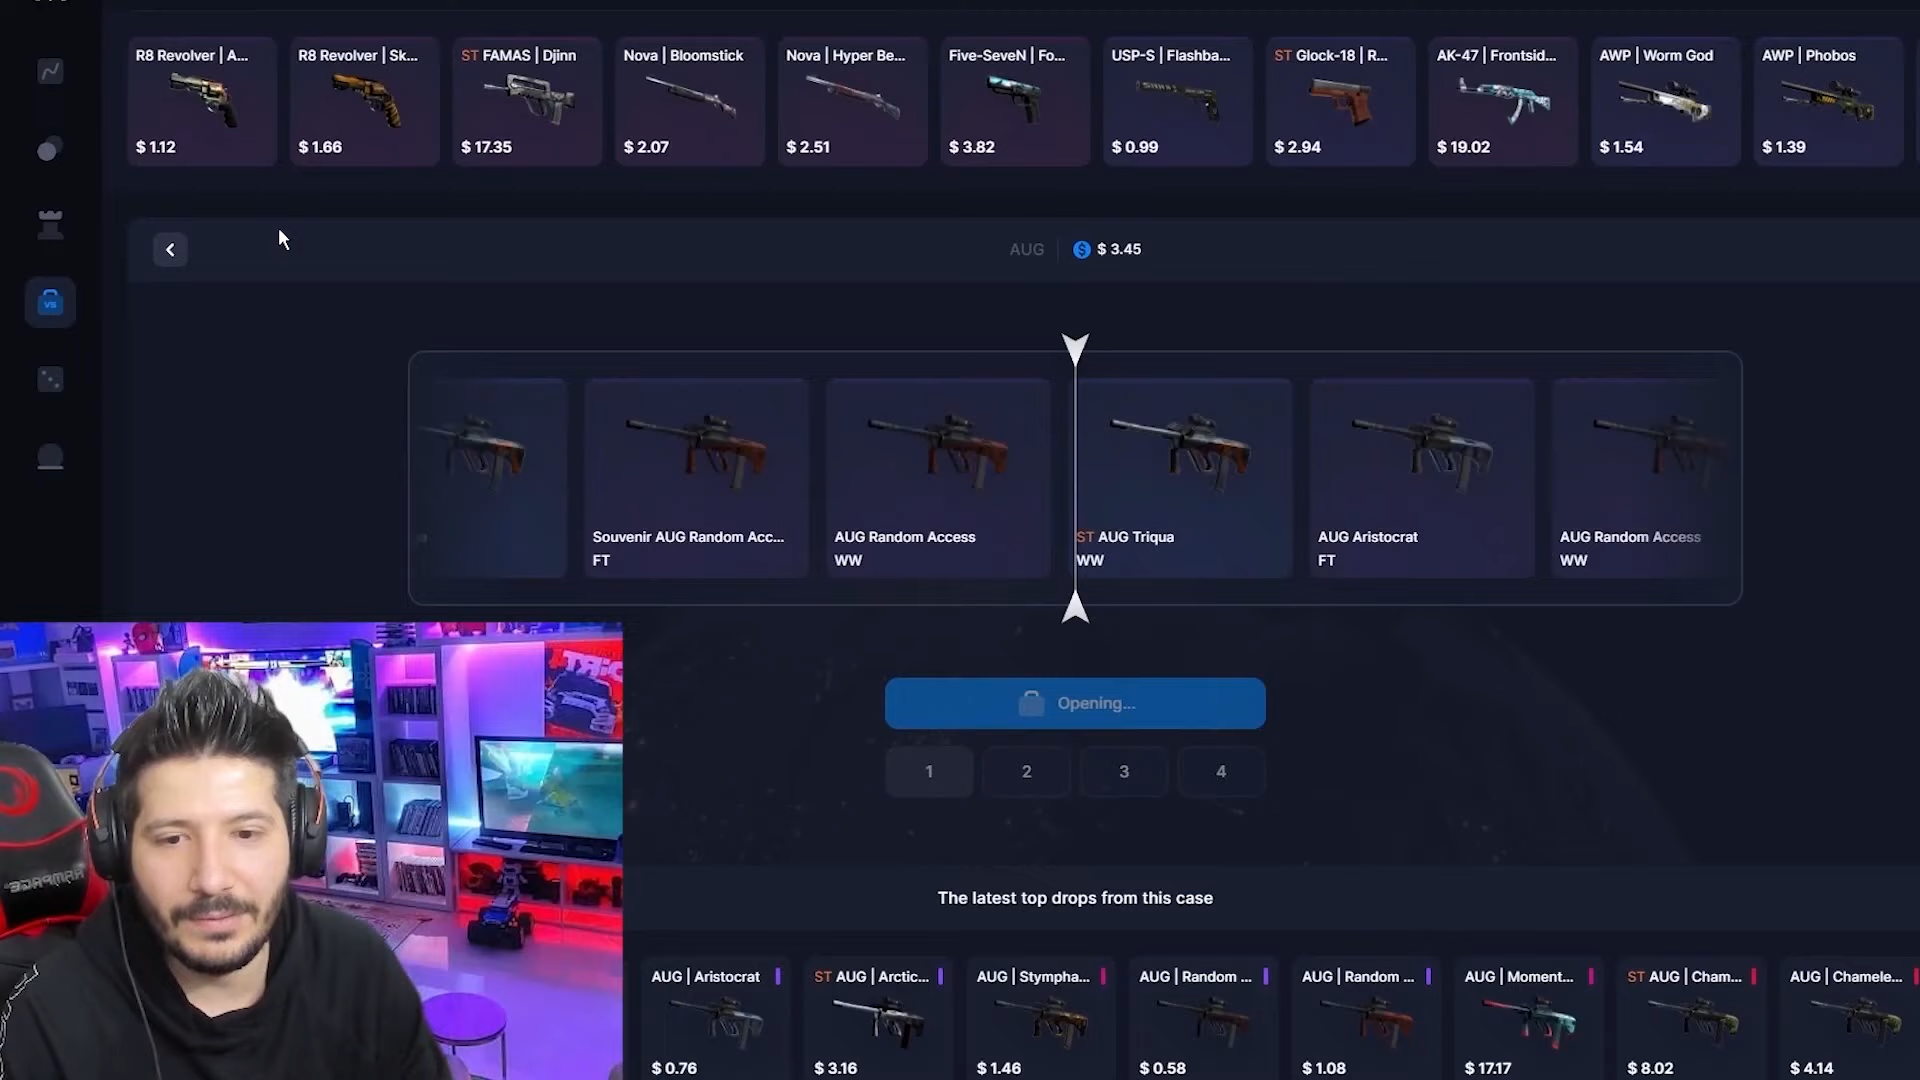 R8 Revolver | A...
$ 1.12
R8 Revolver | Sk...
$ 1.66
ST FAMAS | Djinn
$ 17.35
Nova | Bloomstick
$ 2.07
Nova | Hyper Be...
$ 2.51
Five-SeveN | Fo...
$ 3.82
USP-S | Flashba...
$ 0.99
ST Glock-18 | R...
$ 2.94
AK-47 | Frontsid...
$ 19.02
AWP | Worm God
$ 1.54
AWP | Phobos
$ 1.39
VS
AUG
$ 3.45
Souvenir AUG Random Acc...
FT
AUG Random Access
WW
ST AUG Triqua
WW
AUG Aristocrat
FT
AUG Random Access
WW
Opening...
1 2 3 4
The latest top drops from this case
AUG | Aristocrat
$ 0.76
ST AUG | Arctic...
$ 3.16
AUG | Stympha...
$ 1.46
AUG | Random ...
$ 0.58
AUG | Random ...
$ 1.08
AUG | Moment...
$ 17.17
ST AUG | Cham...
$ 8.02
AUG | Chamele...
$ 4.14